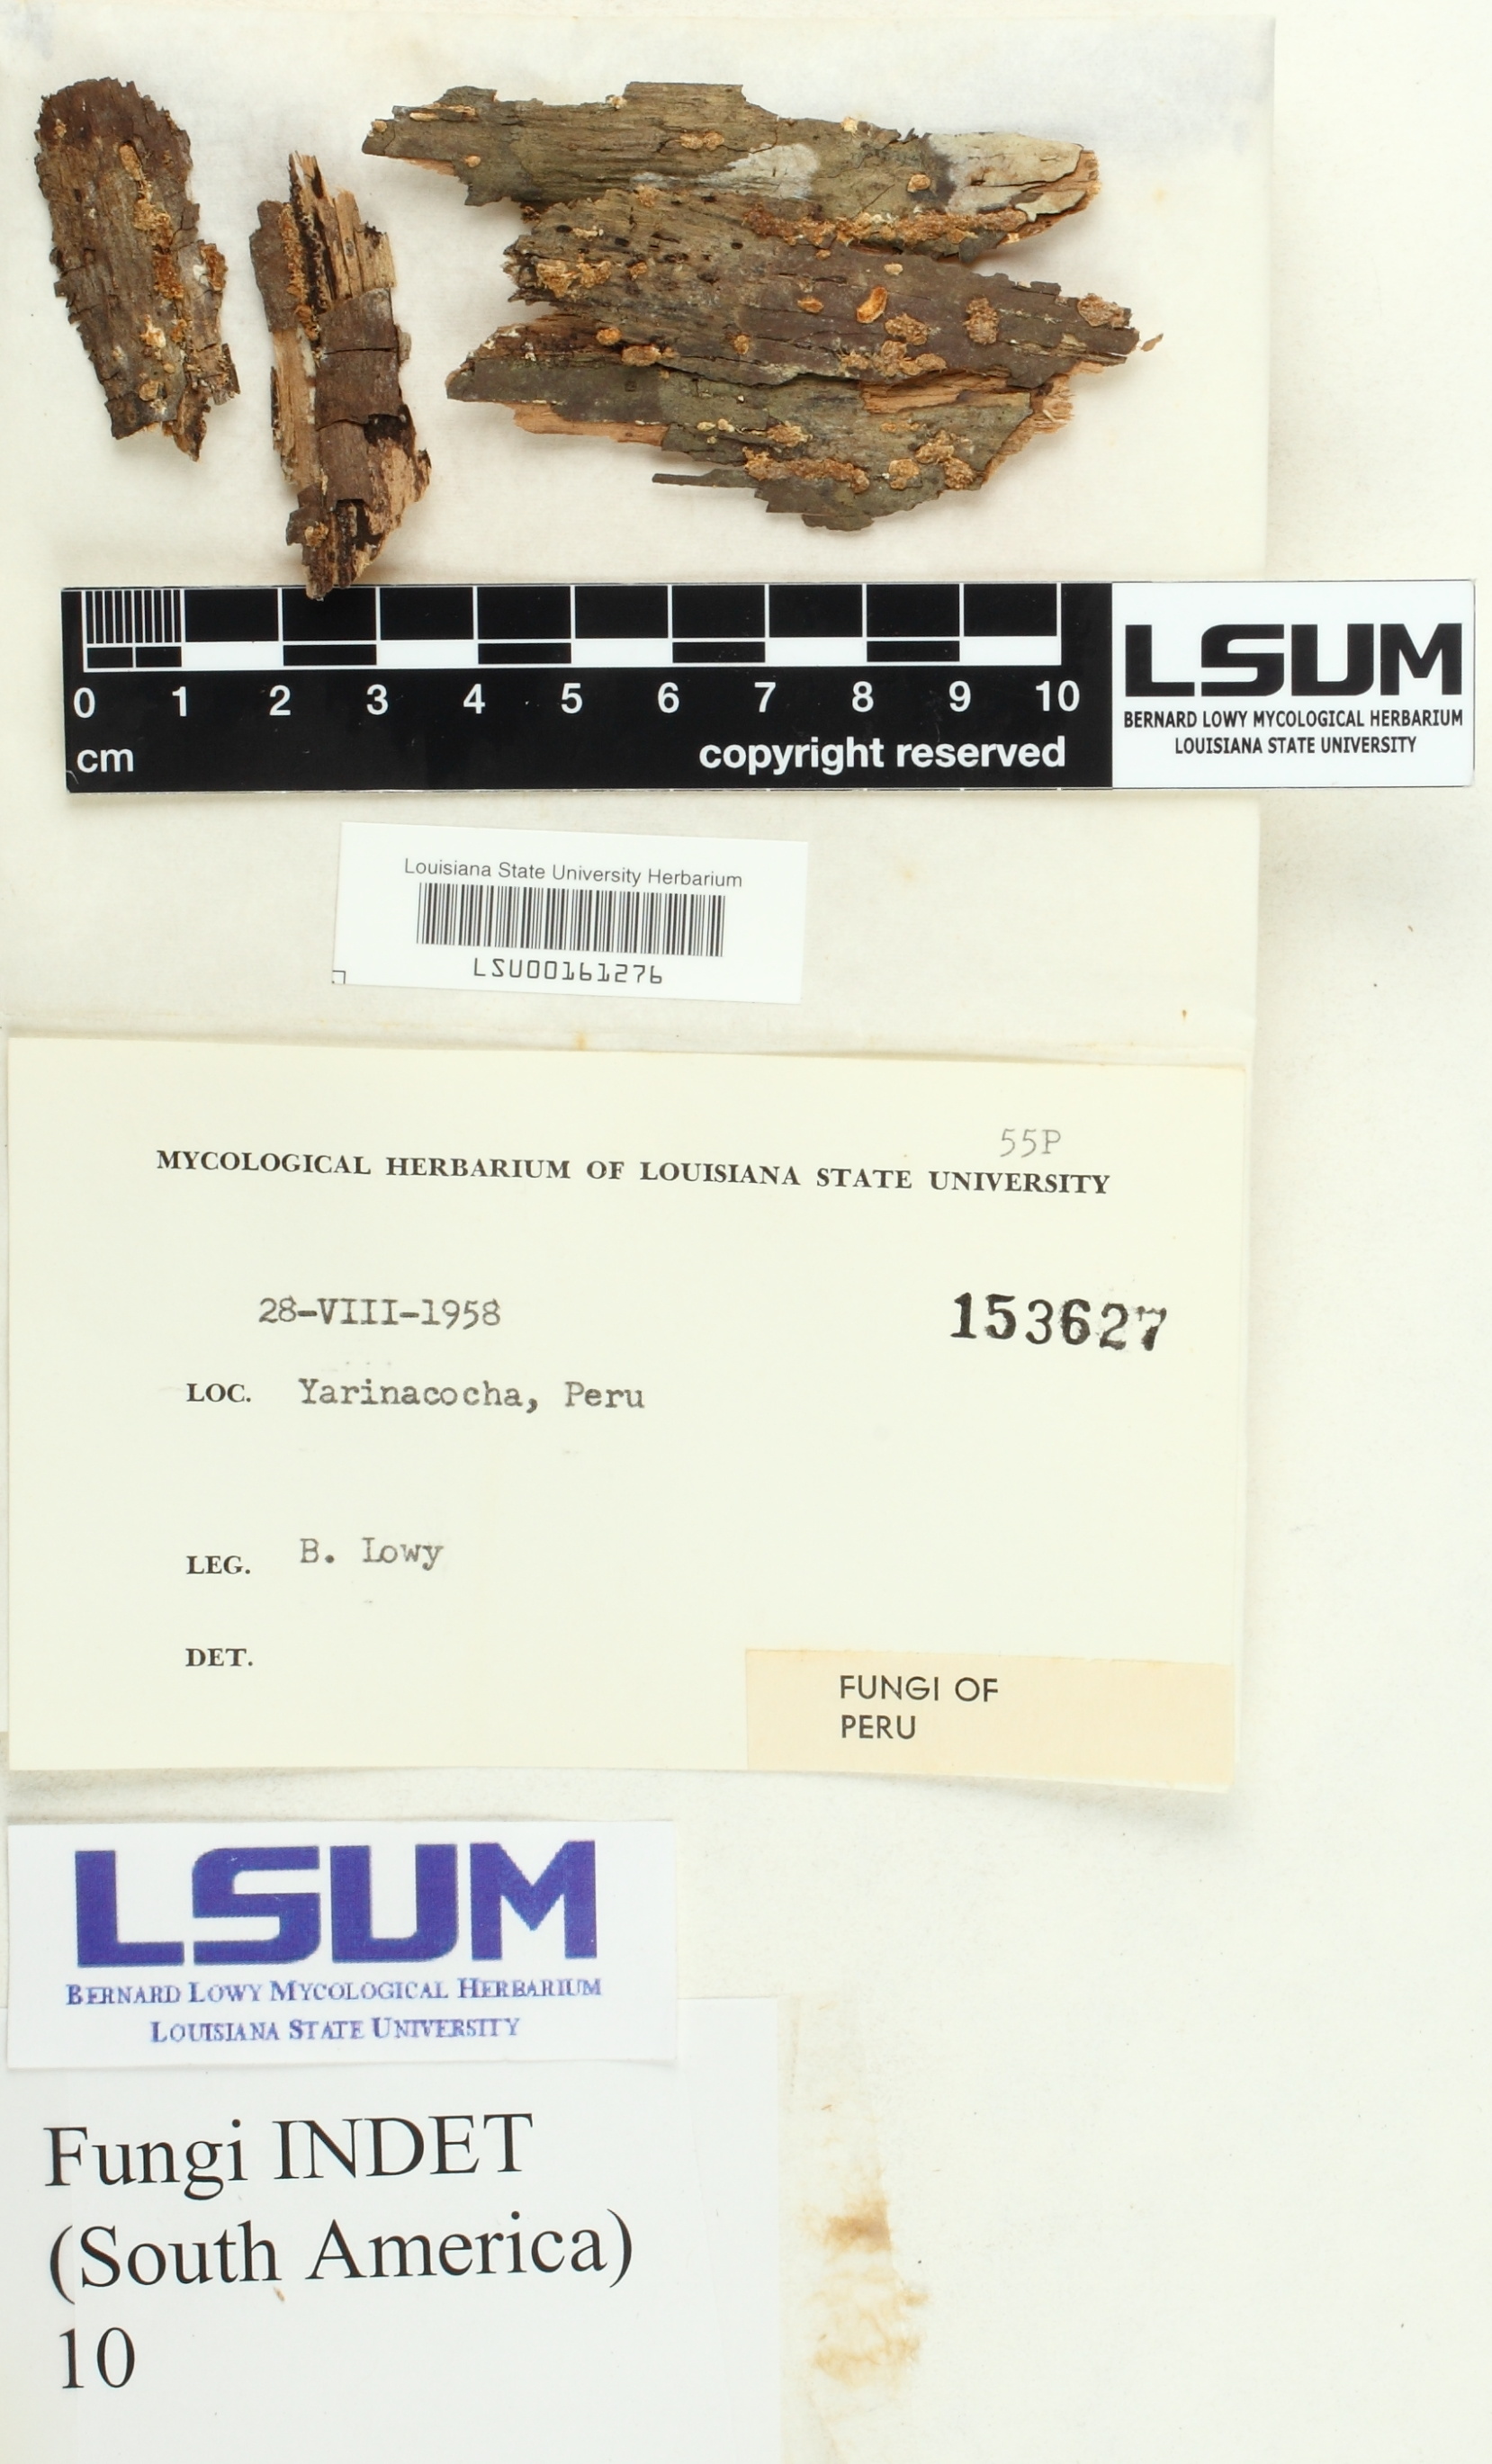 0 1 2 3 4 5 6 7 8 9 10
cm
copyright reserved
LSUM
BERNARD LOWY MYCOLOGICAL HERBARIUM
LOUISIANA STATE UNIVERSITY
Louisiana State University Herbarium
LSU00161276
55P
MYCOLOGICAL HERBARIUM OF LOUISIANA STATE UNIVERSITY
28-VIII-1958
153627
LOC. Yarinacocha, Peru
LEG. B. Lowy
DET.
FUNGI OF
PERU
LSUM
BERNARD LOWY MYCOLOGICAL HERBARIUM
LOUISIANA STATE UNIVERSITY
Fungi INDET
(South America)
10